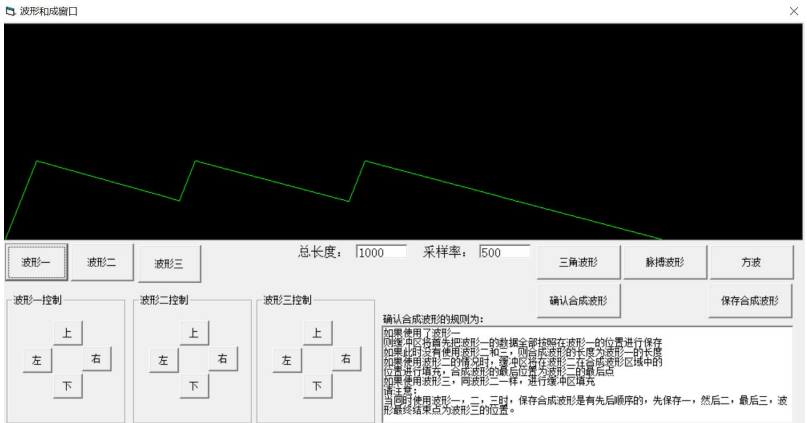 波形和成窗口
波形一
波形二
波形三
总长度： 1000
采样率： 500
三角波形
脉搏波形
方波
确认合成波形
保存合成波形
波形一控制
上
左
右
下
波形二控制
上
左
右
下
波形三控制
上
左
右
下
确认合成波形的规则为：
如果使用了波形一
则缓冲区将首先把波形一的数据全部按照在波形一的位置进行保存
如果此时没有使用波形二和三，则合成波形的长度为波形一的长度
如果使用波形二的情况时，缓冲区将在波形二在合成波形区域中的
位置进行填充，合成波形的最后位置为波形二的最后点
如果使用波形三，同波形二一样，进行缓冲区填充
请注意：
当同时使用波形一，二，三时，保存合成波形是有先后顺序的，先保存一，然后二，最后三，波
形最终结束点为波形三的位置。